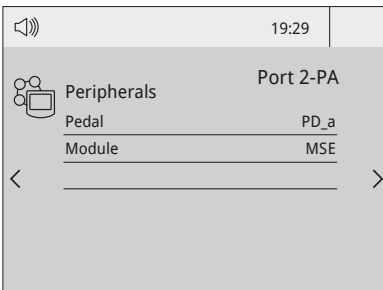 19:29
Port 2-PA
Peripherals
Pedal PD_a
Module MSE